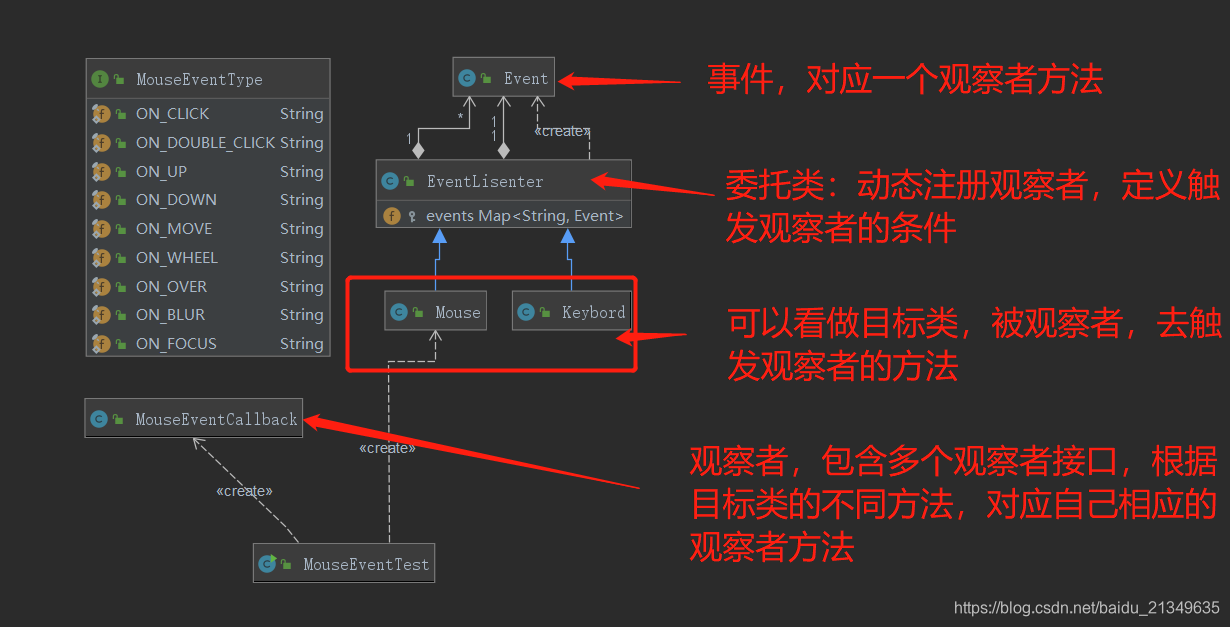 MouseEventType
ON_CLICK String
ON_DOUBLE_CLICK String
ON_UP String
ON_DOWN String
ON_MOVE String
ON_WHEEL String
ON_OVER String
ON_BLUR String
ON_FOCUS String
Event
事件，对应一个观察者方法
*
1
1
1
«create»
EventLisenter
events Map<String, Event>
委托类：动态注册观察者，定义触
发观察者的条件
Mouse
Keybord
可以看做目标类，被观察者，去触
发观察者的方法
MouseEventCallback
«create»
观察者，包含多个观察者接口，根据
目标类的不同方法，对应自己相应的
观察者方法
«create»
MouseEventTest
https://blog.csdn.net/baidu_21349635